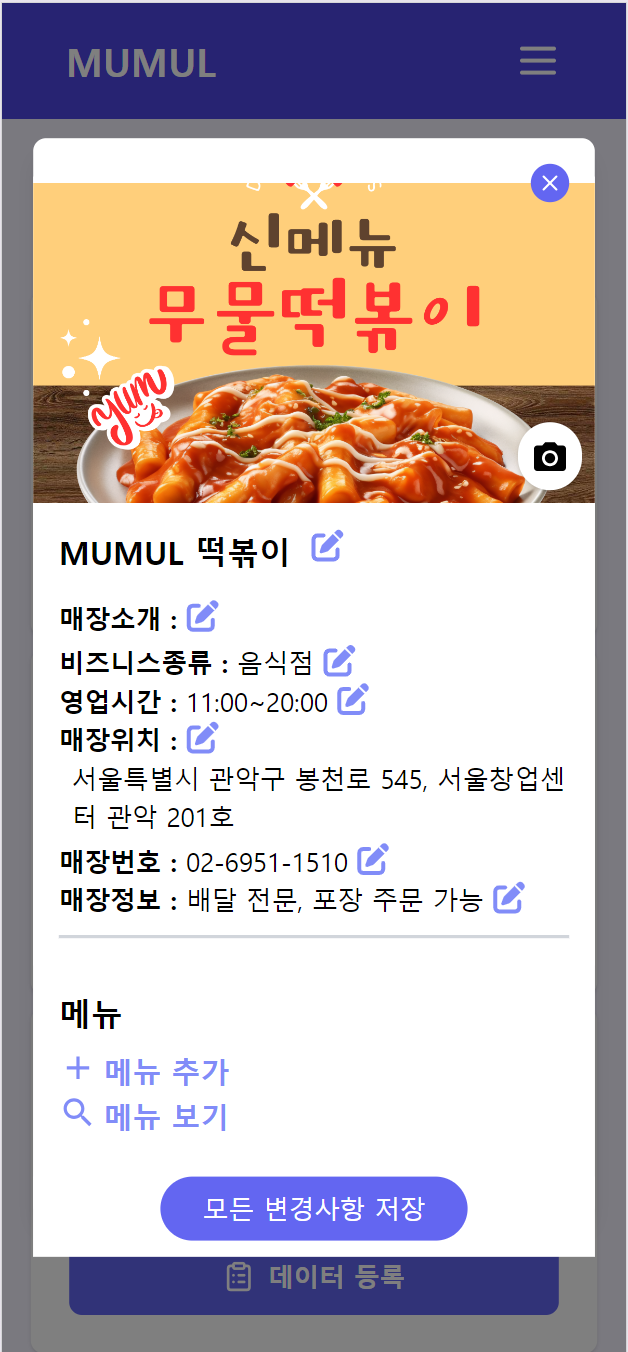 MUMUL
신메뉴
무물떡볶이
yum
MUMUL 떡볶이
매장소개 :
비즈니스종류 : 음식점
영업시간 : 11:00~20:00
매장위치 :
서울특별시 관악구 봉천로 545, 서울창업센
터 관악 201호
매장번호 : 02-6951-1510
매장정보 : 배달 전문, 포장 주문 가능
메뉴
메뉴 추가
메뉴 보기
모든 변경사항 저장
데이터 등록